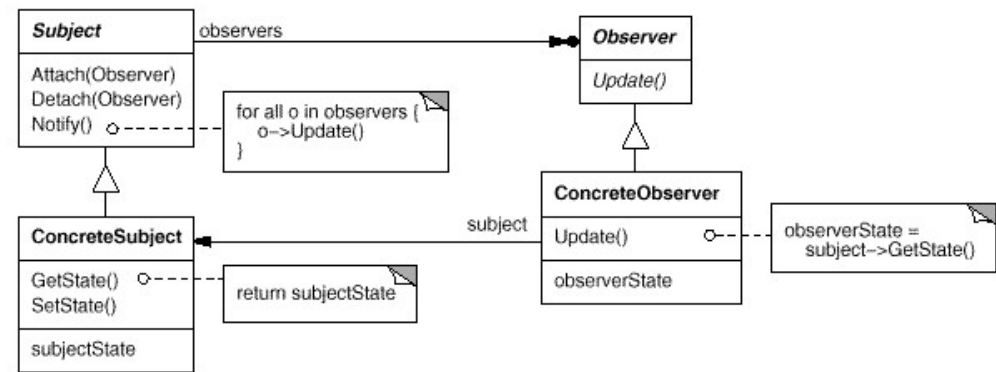 Subject
Attach(Observer)
Detach(Observer)
Notify()
observers
for all o in observers {
o->Update()
}
Observer
Update()
ConcreteSubject
GetState()
SetState()
subjectState
return subjectState
subject
ConcreteObserver
Update()
observerState
observerState =
subject->GetState()